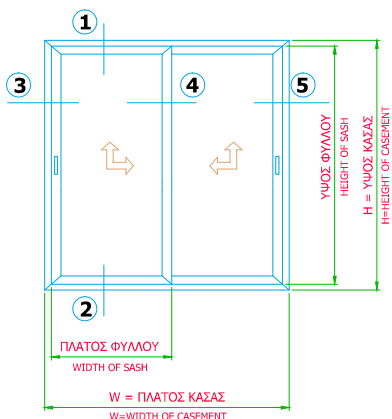 1
3
4
5
ΥΨΟΣ ΦΥΛΛΟΥ
HEIGHT OF SASH
H = ΥΨΟΣ ΚΑΣΑΣ
H=HEIGHT OF CASEMENT
2
ΠΛΑΤΟΣ ΦΥΛΛΟΥ
WIDTH OF SASH
W = ΠΛΑΤΟΣ ΚΑΣΑΣ
W=WIDTH OF CASEMENT